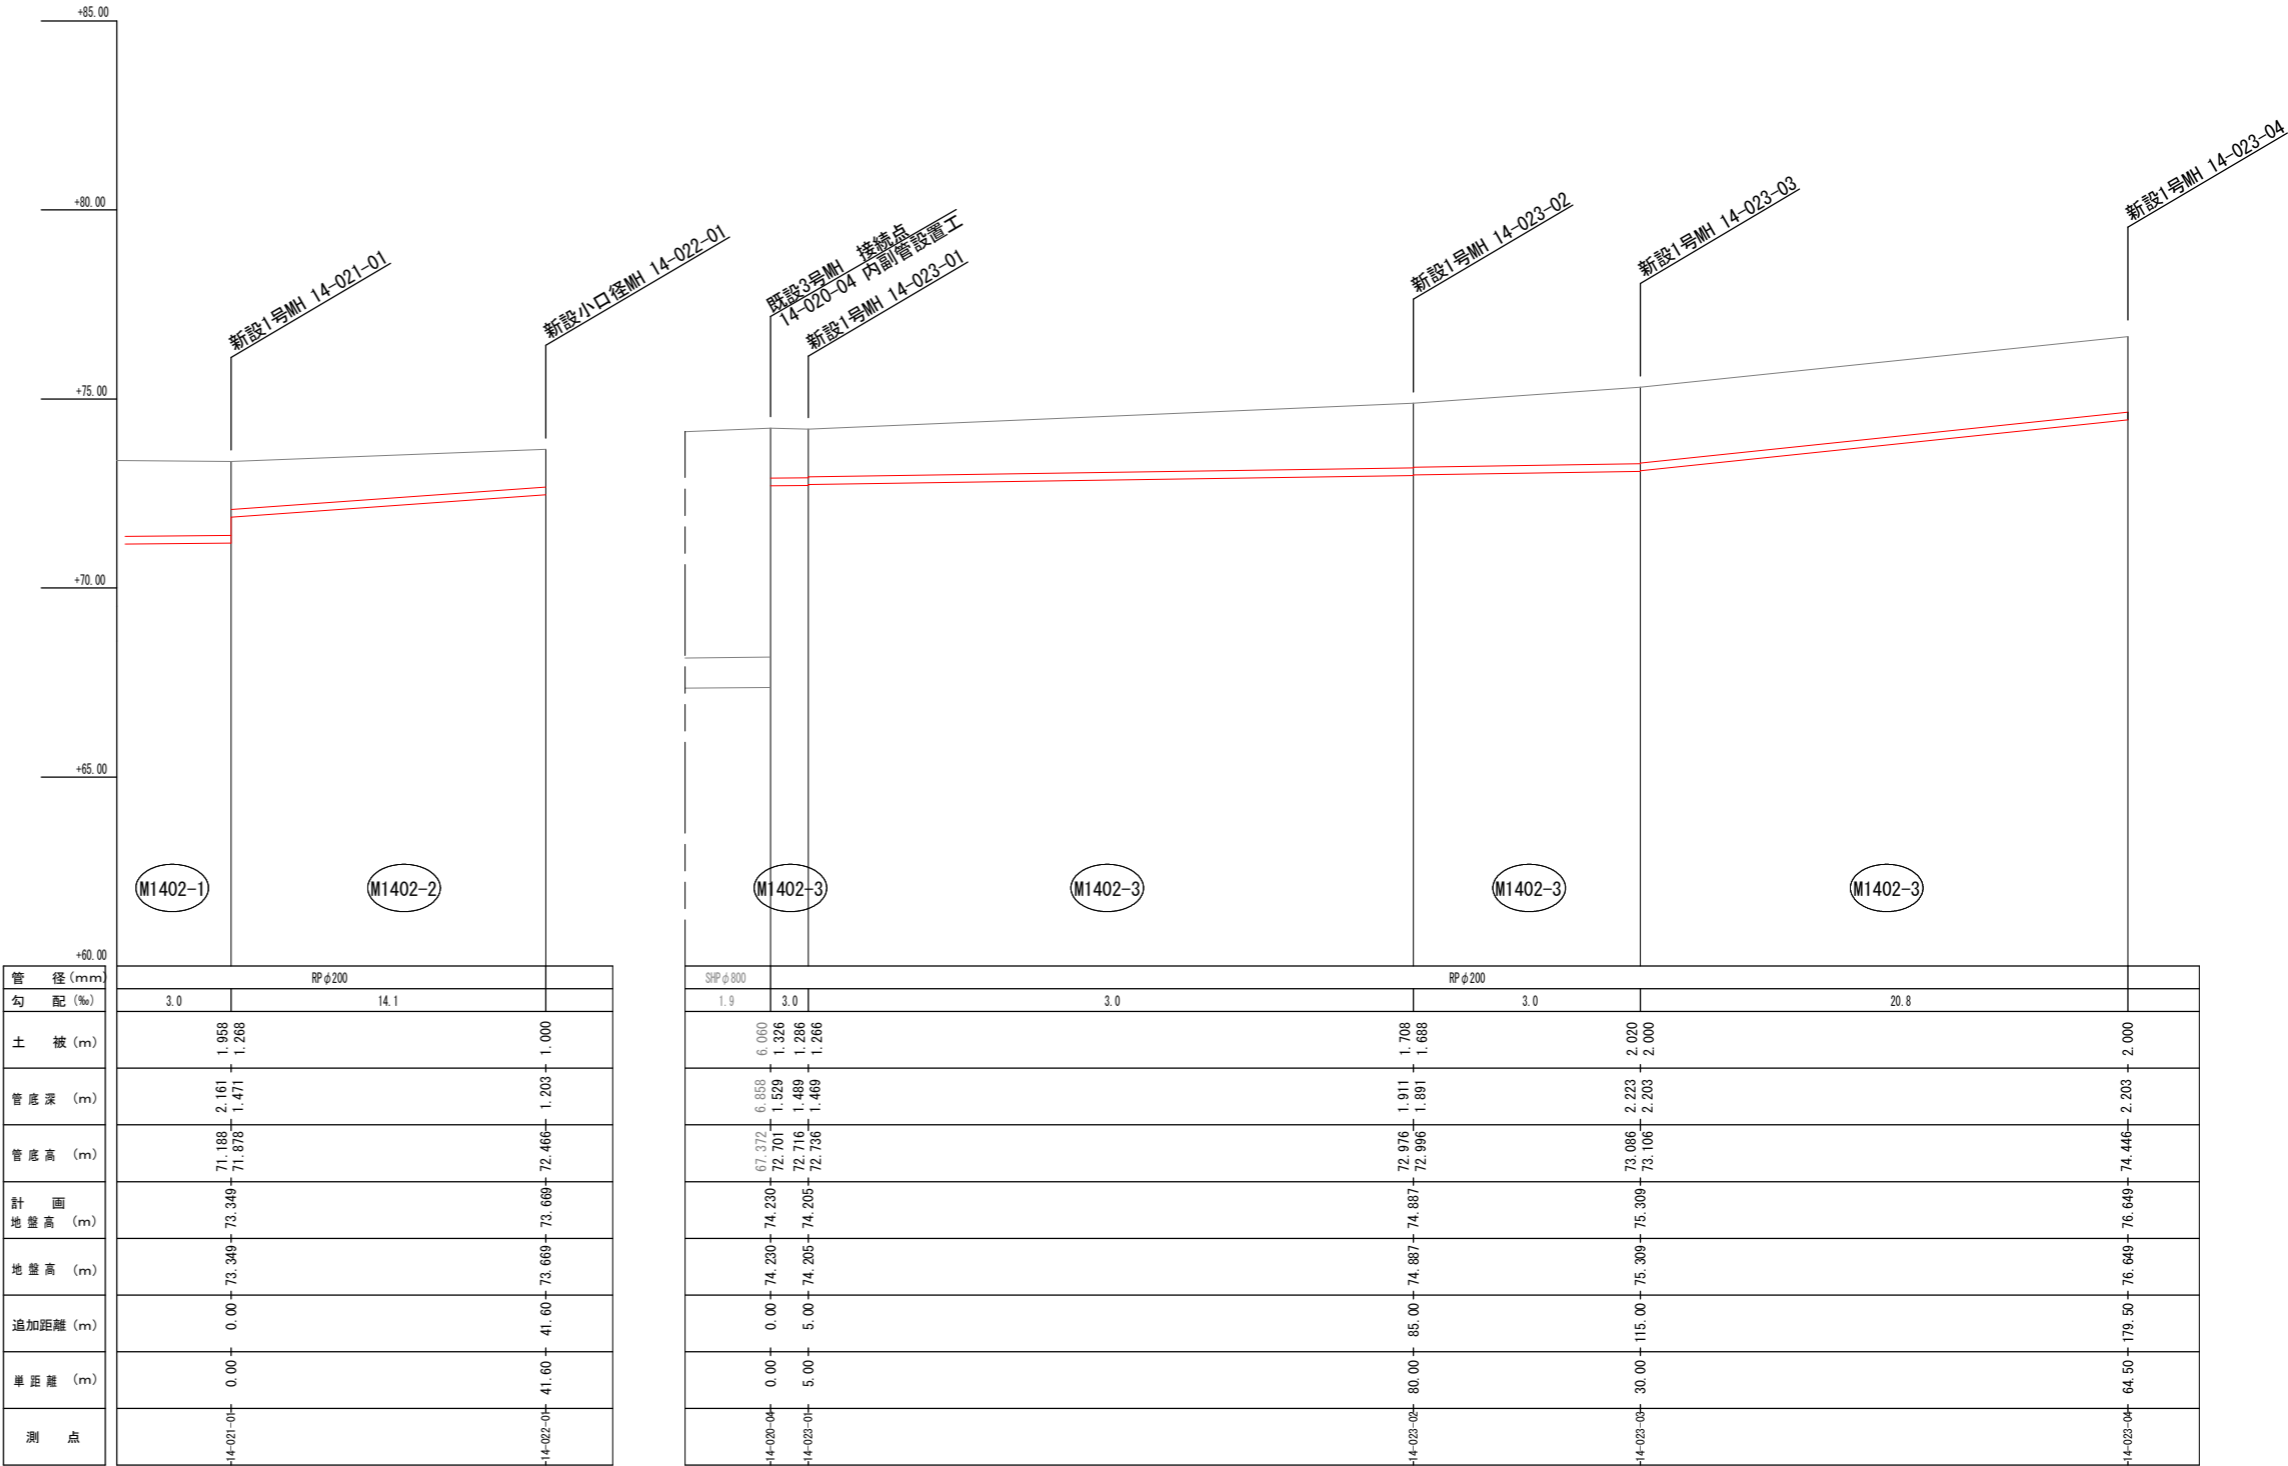 +85.00
+80.00
+75.00
+70.00
+65.00
+60.00
新設1号MH 14-021-01
新設小口径MH 14-022-01
既設3号MH 接続点
14-020-04 内副管設置工
新設1号MH 14-023-01
新設1号MH 14-023-02
新設1号MH 14-023-03
新設1号MH 14-023-04
M1402-1
M1402-2
M1402-3
M1402-3
M1402-3
M1402-3
管 径(mm) RPφ200 SHPφ800 RPφ200
勾 配(‰) 3.0 14.1 1.9 3.0 3.0 3.0 20.8
土 被(m) 1.958 1.268 1.000 6.060 1.326 1.286 1.266 1.708 1.688 2.020 2.000 2.000
管底深 (m) 2.161 1.471 1.203 6.858 1.529 1.489 1.469 1.911 1.891 2.223 2.203 2.203
管底高 (m) 71.188 71.878 72.466 67.372 72.701 72.716 72.736 72.976 72.996 73.086 73.106 74.446
計 画
地盤高 (m) 73.349 73.669 74.230 74.205 74.887 75.309 76.649
地盤高 (m) 73.349 73.669 74.230 74.205 74.887 75.309 76.649
追加距離(m) 0.00 41.60 0.00 5.00 85.00 115.00 179.50
単距離 (m) 0.00 41.60 0.00 5.00 80.00 30.00 64.50
測 点 14-021-01 14-022-01 14-020-04 14-023-01 14-023-02 14-023-03 14-023-04